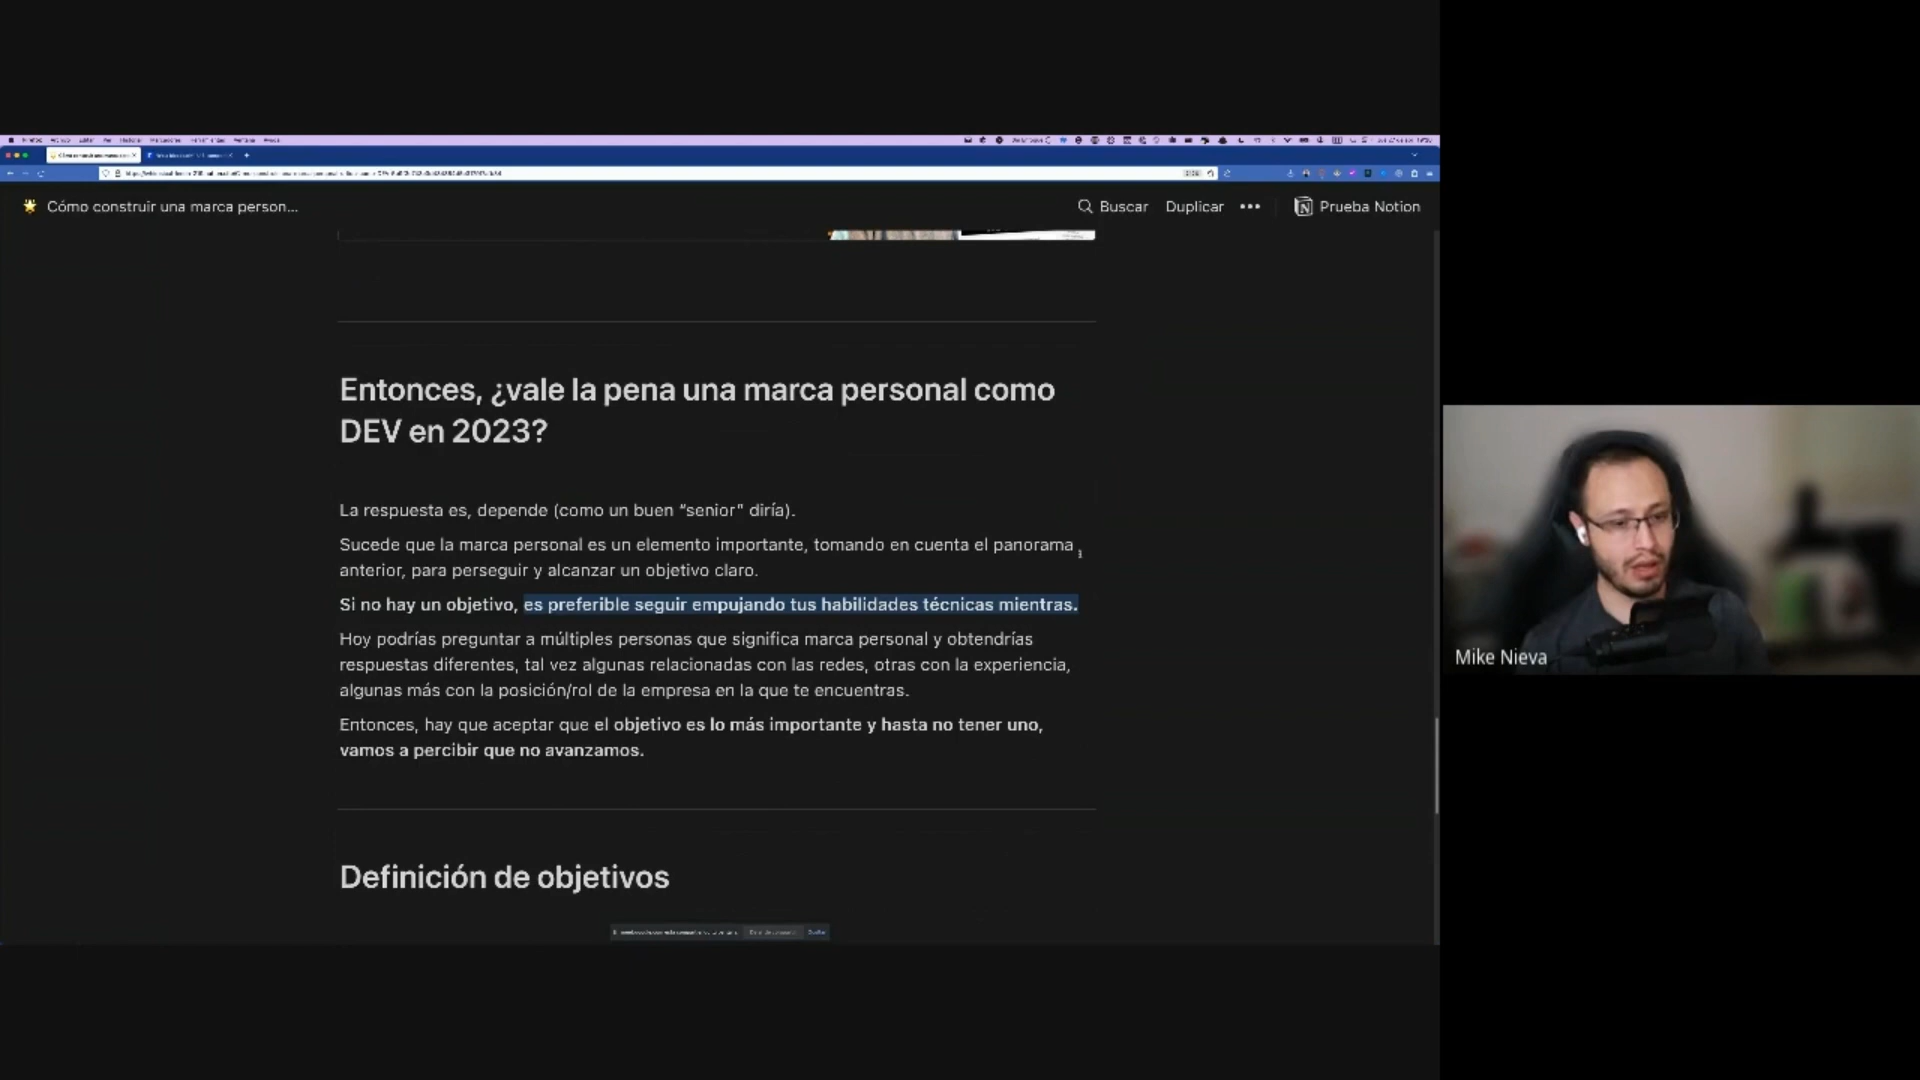 Cómo construir una marca person...
Buscar
Duplicar
Prueba Notion
Entonces, ¿vale la pena una marca personal como
DEV en 2023?
La respuesta es, depende (como un buen “senior” diría).
Sucede que la marca personal es un elemento importante, tomando en cuenta el panorama
anterior, para perseguir y alcanzar un objetivo claro.
Si no hay un objetivo, es preferible seguir empujando tus habilidades técnicas mientras.
Hoy podrías preguntar a múltiples personas que significa marca personal y obtendrías
respuestas diferentes, tal vez algunas relacionadas con las redes, otras con la experiencia,
algunas más con la posición/rol de la empresa en la que te encuentras.
Entonces, hay que aceptar que el objetivo es lo más importante y hasta no tener uno,
vamos a percibir que no avanzamos.
Definición de objetivos
Mike Nieva